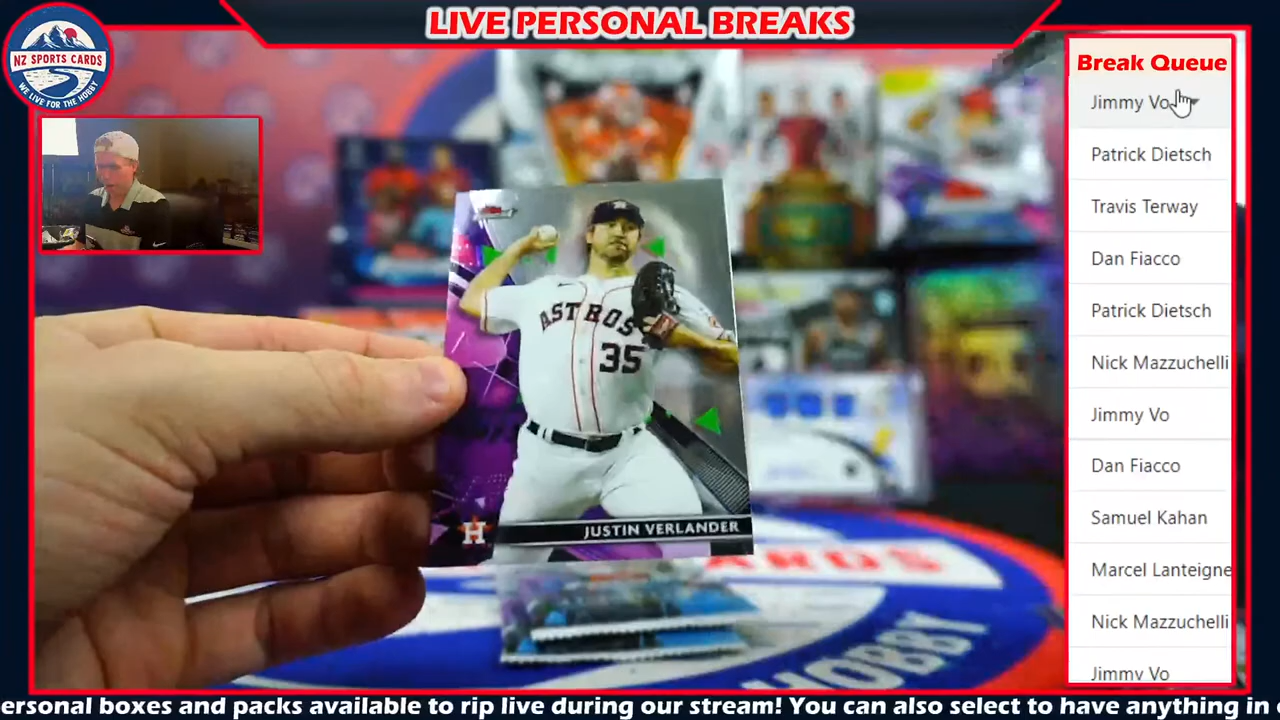 LIVE PERSONAL BREAKS
NZ SPORTS CARDS
WE LIVE FOR THE HOBBY
Break Queue
Jimmy Vo
Patrick Dietsch
Travis Terway
Dan Fiacco
Patrick Dietsch
Nick Mazzuchelli
Jimmy Vo
Dan Fiacco
Samuel Kahan
Marcel Lanteigne
Nick Mazzuchelli
Jimmy Vo
ASTROS
35
H
JUSTIN VERLANDER
CARDS
HOBBY
ersonal boxes and packs available to rip live during our stream! You can also select to have anything in